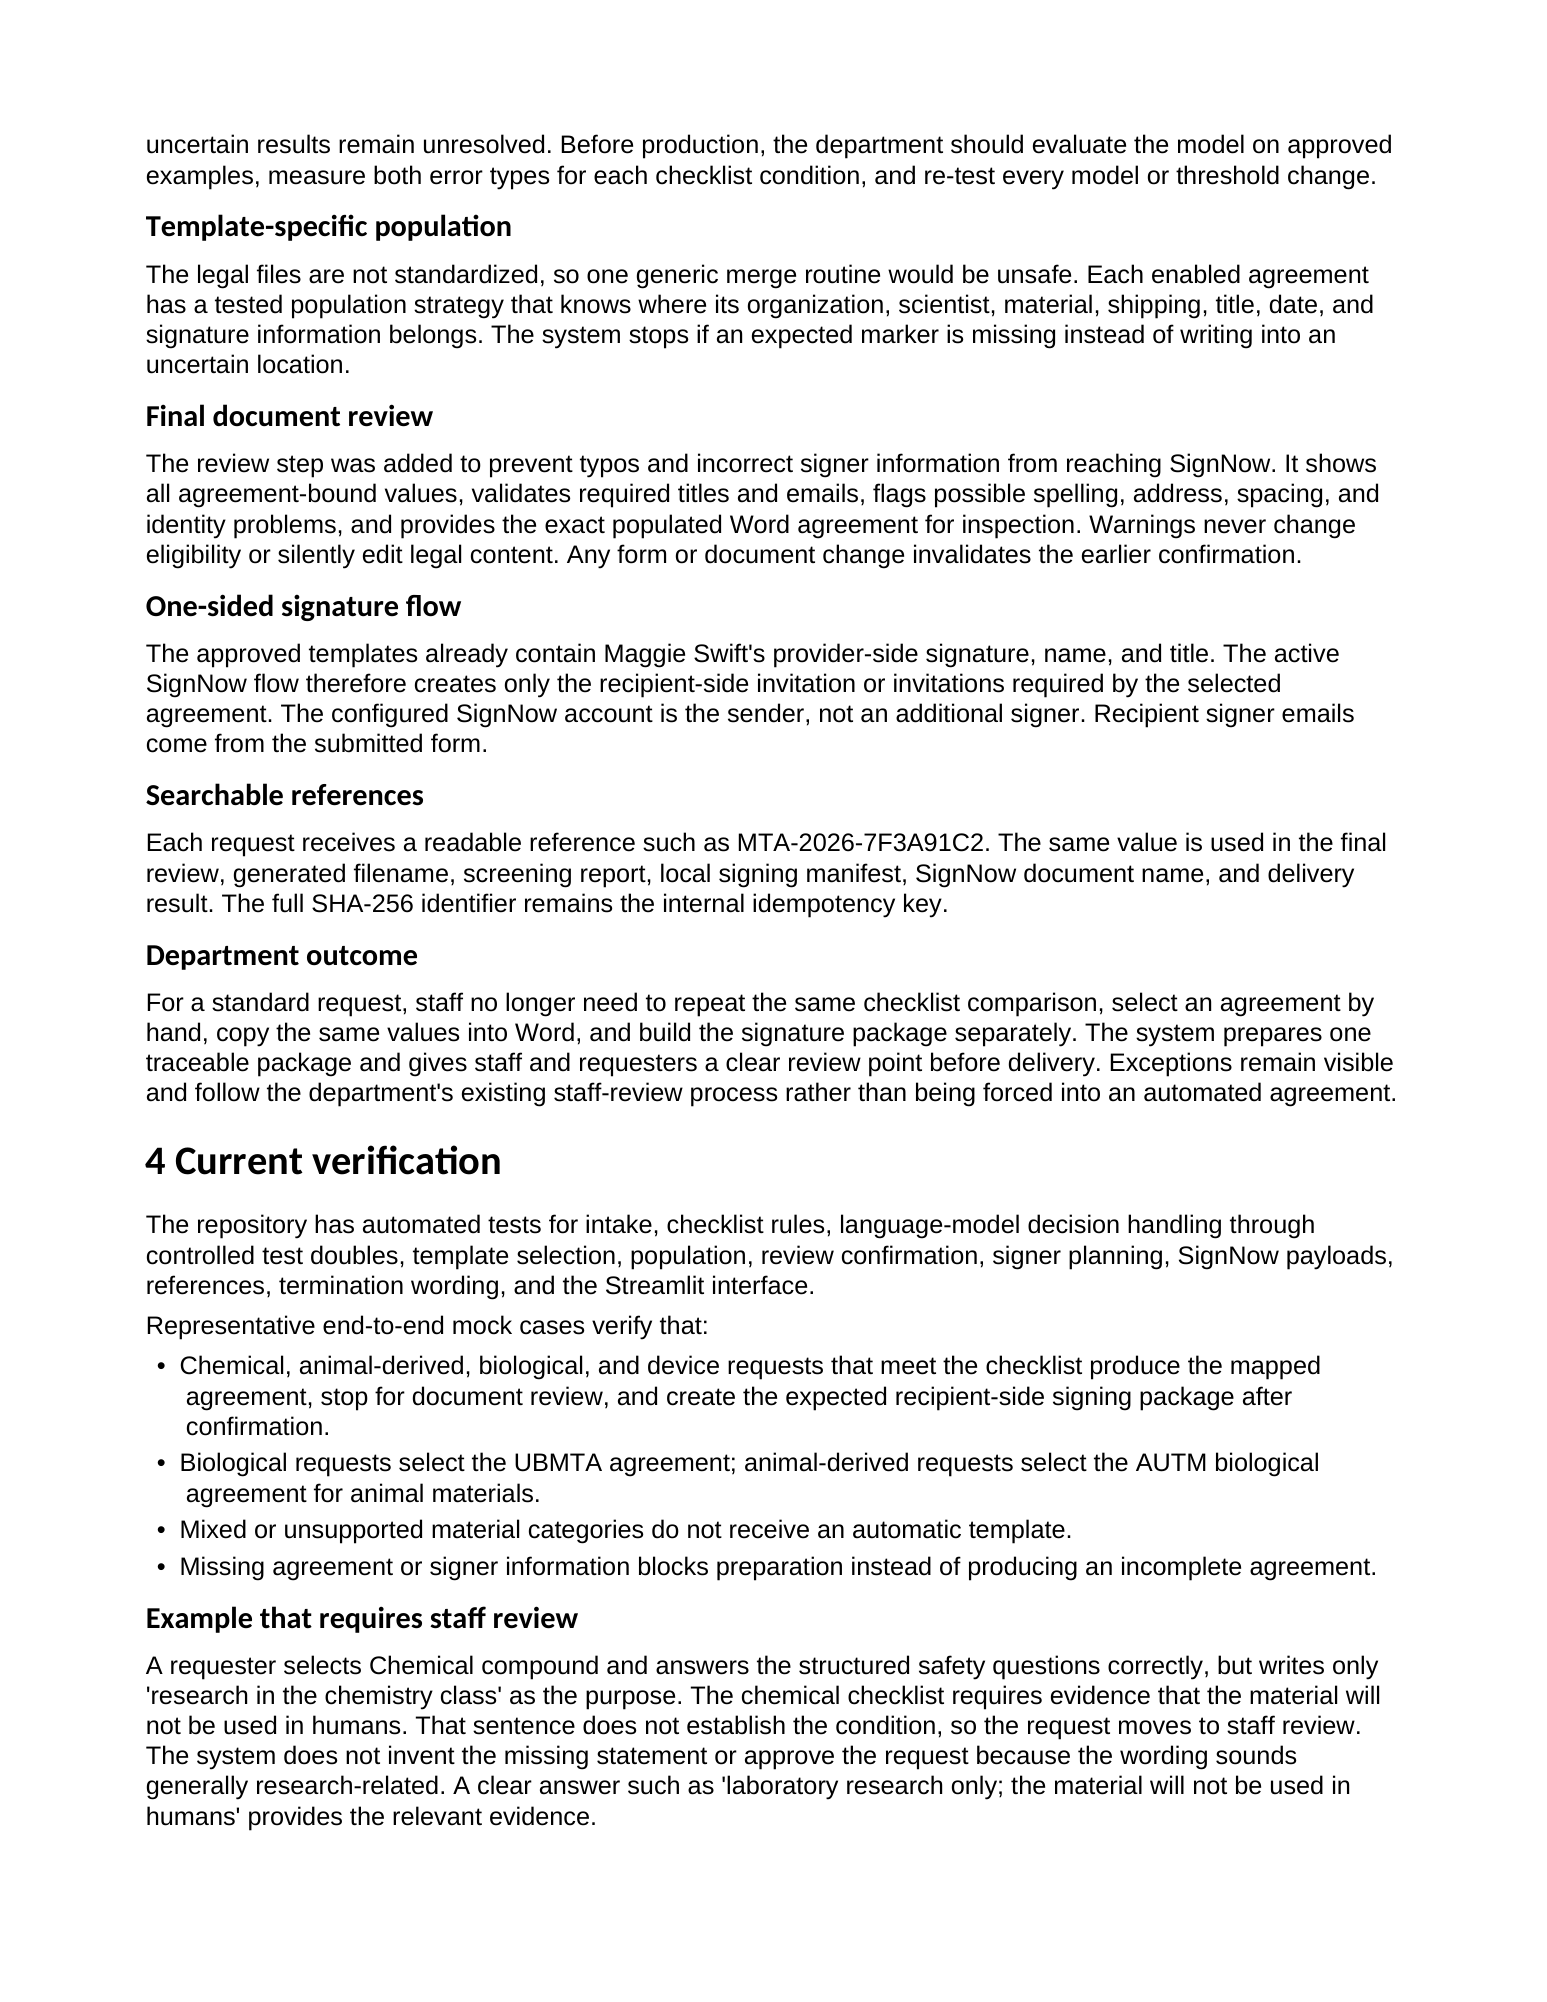 uncertain results remain unresolved. Before production, the department should evaluate the model on approved
examples, measure both error types for each checklist condition, and re-test every model or threshold change.
Template-specific population
The legal files are not standardized, so one generic merge routine would be unsafe. Each enabled agreement
has a tested population strategy that knows where its organization, scientist, material, shipping, title, date, and
signature information belongs. The system stops if an expected marker is missing instead of writing into an
uncertain location.
Final document review
The review step was added to prevent typos and incorrect signer information from reaching SignNow. It shows
all agreement-bound values, validates required titles and emails, flags possible spelling, address, spacing, and
identity problems, and provides the exact populated Word agreement for inspection. Warnings never change
eligibility or silently edit legal content. Any form or document change invalidates the earlier confirmation.
One-sided signature flow
The approved templates already contain Maggie Swift's provider-side signature, name, and title. The active
SignNow flow therefore creates only the recipient-side invitation or invitations required by the selected
agreement. The configured SignNow account is the sender, not an additional signer. Recipient signer emails
come from the submitted form.
Searchable references
Each request receives a readable reference such as MTA-2026-7F3A91C2. The same value is used in the final
review, generated filename, screening report, local signing manifest, SignNow document name, and delivery
result. The full SHA-256 identifier remains the internal idempotency key.
Department outcome
For a standard request, staff no longer need to repeat the same checklist comparison, select an agreement by
hand, copy the same values into Word, and build the signature package separately. The system prepares one
traceable package and gives staff and requesters a clear review point before delivery. Exceptions remain visible
and follow the department's existing staff-review process rather than being forced into an automated agreement.
4 Current verification
The repository has automated tests for intake, checklist rules, language-model decision handling through
controlled test doubles, template selection, population, review confirmation, signer planning, SignNow payloads,
references, termination wording, and the Streamlit interface.
Representative end-to-end mock cases verify that:
• Chemical, animal-derived, biological, and device requests that meet the checklist produce the mapped
agreement, stop for document review, and create the expected recipient-side signing package after
confirmation.
• Biological requests select the UBMTA agreement; animal-derived requests select the AUTM biological
agreement for animal materials.
• Mixed or unsupported material categories do not receive an automatic template.
• Missing agreement or signer information blocks preparation instead of producing an incomplete agreement.
Example that requires staff review
A requester selects Chemical compound and answers the structured safety questions correctly, but writes only
'research in the chemistry class' as the purpose. The chemical checklist requires evidence that the material will
not be used in humans. That sentence does not establish the condition, so the request moves to staff review.
The system does not invent the missing statement or approve the request because the wording sounds
generally research-related. A clear answer such as 'laboratory research only; the material will not be used in
humans' provides the relevant evidence.